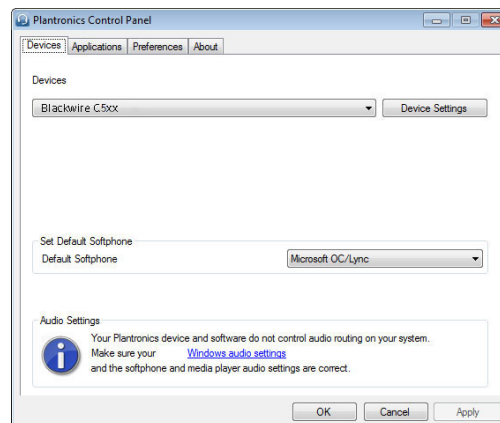 Plantronics Control Panel
Devices Applications Preferences About
Devices
Blackwire C5xx Device Settings
Set Default Softphone
Default Softphone Microsoft OC/Lync
Audio Settings
Your Plantronics device and software do not control audio routing on your system.
Make sure your Windows audio settings
and the softphone and media player audio settings are correct.
OK Cancel Apply